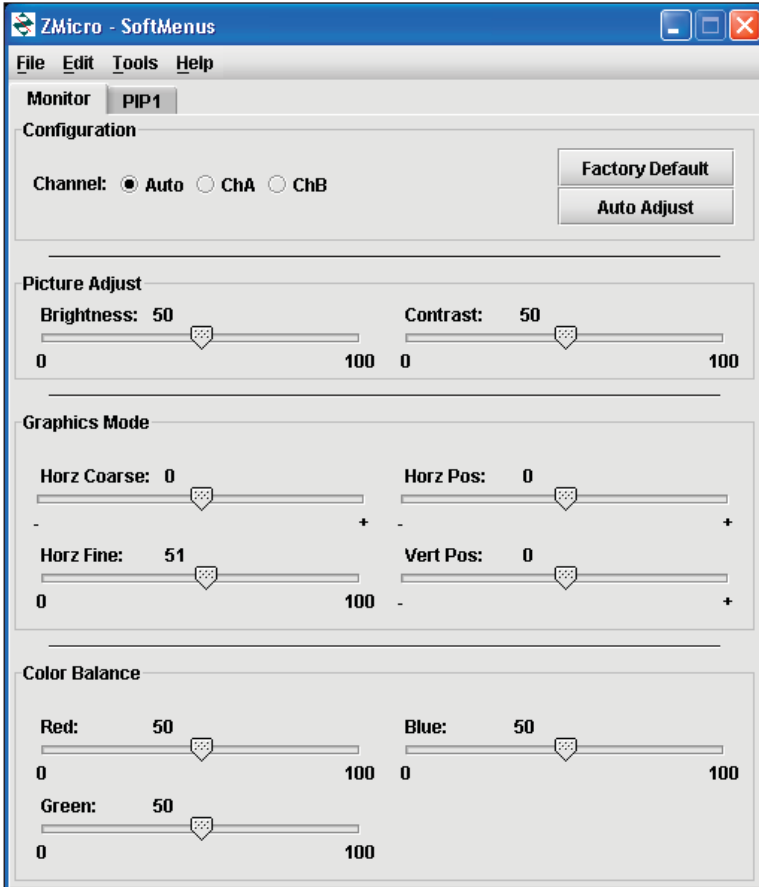 ZMicro - SoftMenus
File Edit Tools Help
Monitor PIP1
Configuration
Channel: Auto ChA ChB
Factory Default
Auto Adjust
Picture Adjust
Brightness: 50 Contrast: 50
0 100 0 100
Graphics Mode
Horz Coarse: 0 Horz Pos: 0
- + - +
Horz Fine: 51 Vert Pos: 0
0 100 - +
Color Balance
Red: 50 Blue: 50
0 100 0 100
Green: 50
0 100